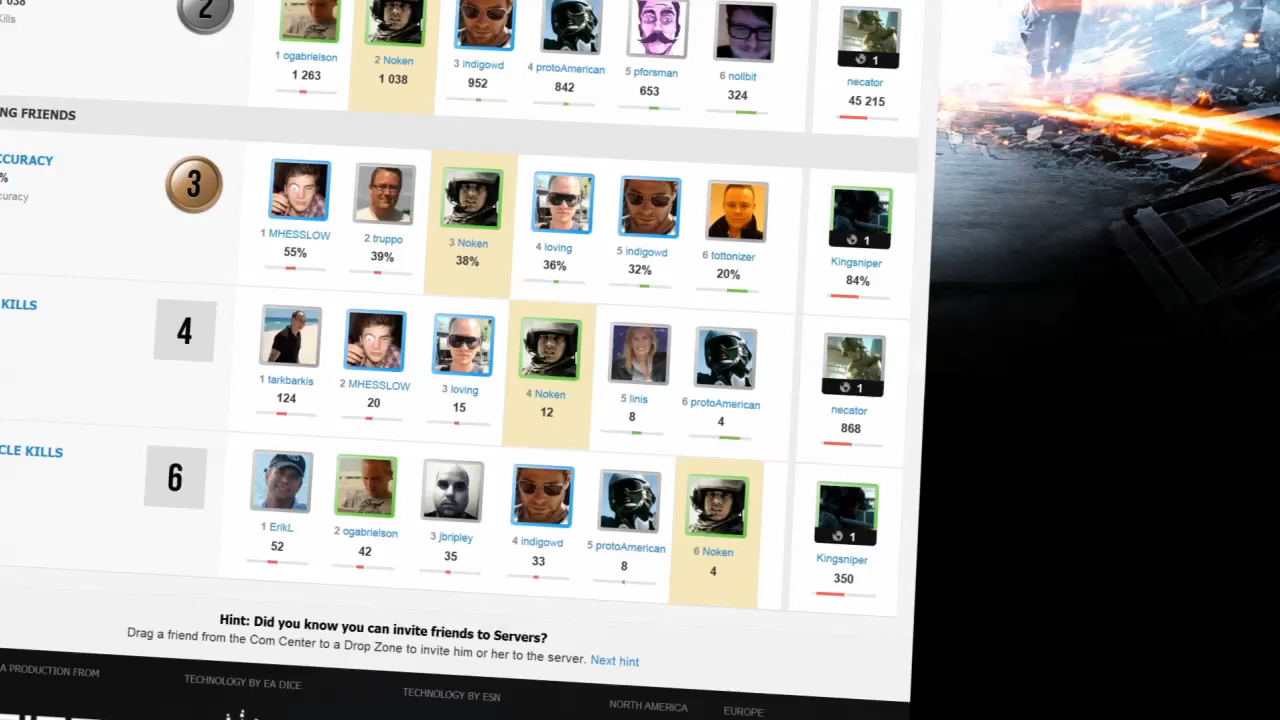 038
Kills
2
1 ogabrielson
1 263
2 Noken
1 038
3 indigowd
952
4 protoAmerican
842
5 pforsman
653
6 nollbit
324
1
necator
45 215
NG FRIENDS
CCURACY
%
curacy
3
1 MHESSLOW
55%
2 truppo
39%
3 Noken
38%
4 loving
36%
5 indigowd
32%
6 tottonizer
20%
1
Kingsniper
84%
KILLS
4
1 tarkbarkis
124
2 MHESSLOW
20
3 loving
15
4 Noken
12
5 linis
8
6 protoAmerican
4
1
necator
868
CLE KILLS
6
1 ErikL
52
2 ogabrielson
42
3 jbripley
35
4 indigowd
33
5 protoAmerican
8
6 Noken
4
1
Kingsniper
350
Hint: Did you know you can invite friends to Servers?
Drag a friend from the Com Center to a Drop Zone to invite him or her to the server. Next hint
A PRODUCTION FROM
TECHNOLOGY BY EA DICE
TECHNOLOGY BY ESN
NORTH AMERICA
EUROPE